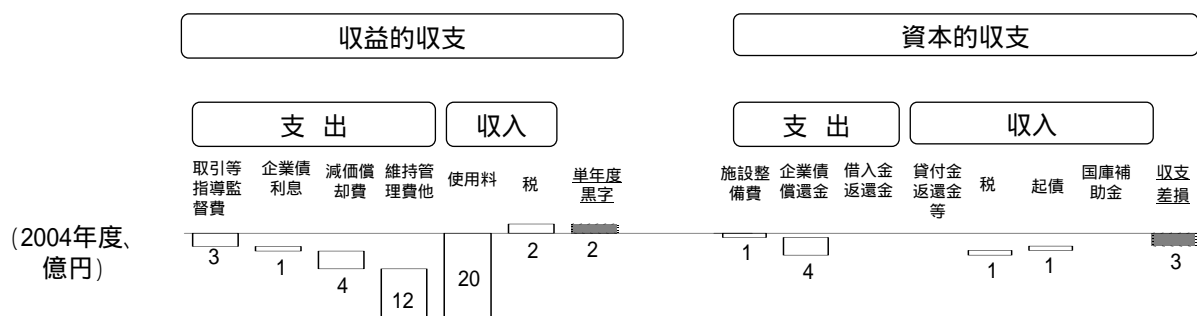 収益的収支
資本的収支
支 出
収入
支 出
収入
取引等
指導監
督費
企業債
利息
減価償
却費
維持管
理費他
使用料
税
単年度
黒字
施設整
備費
企業債
償還金
借入金
返還金
貸付金
返還金
等
税
起債
国庫補
助金
収支
差損
(2004年度、
億円)
3
1
4
12
20
2
2
1
4
1
1
3